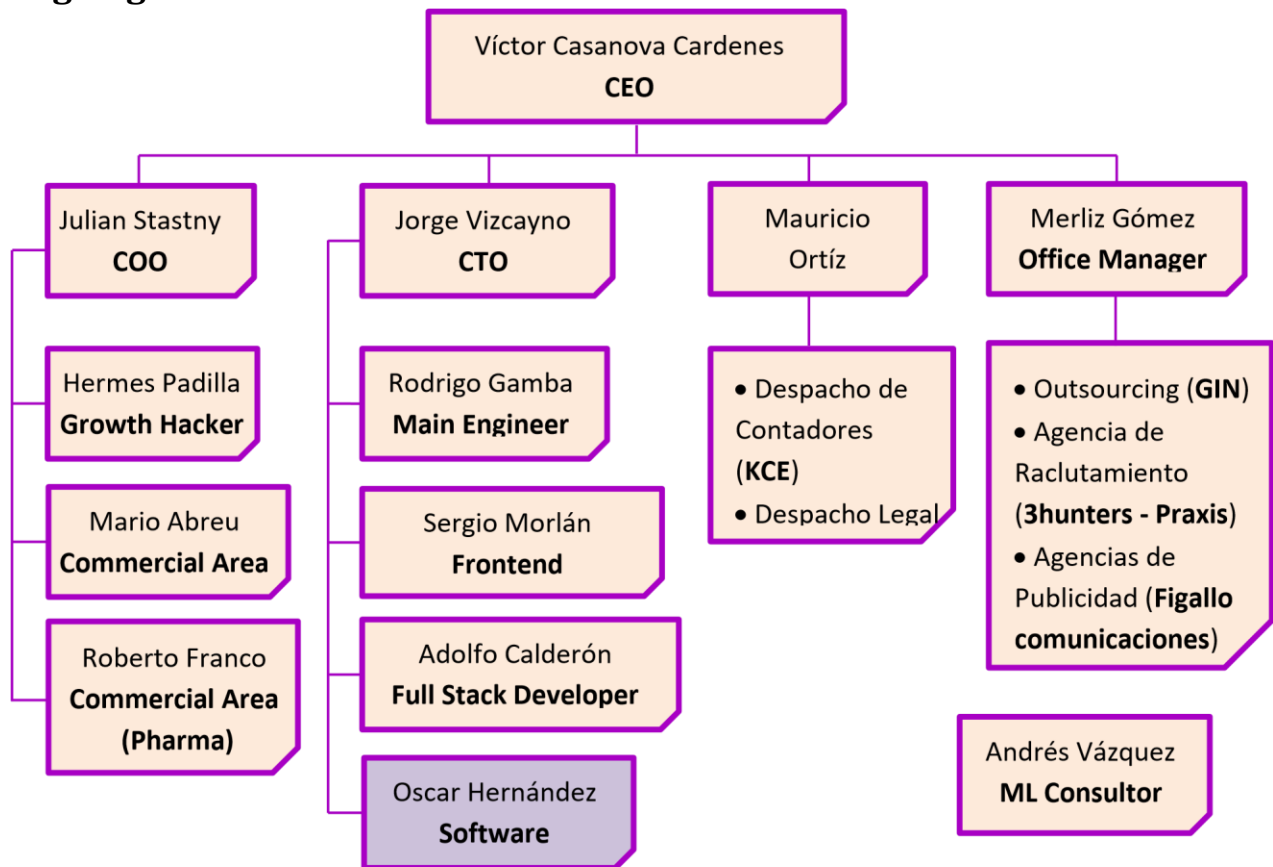 Víctor Casanova Cardenes
CEO
Julian Stastny
COO
Jorge Vizcayno
CTO
Mauricio
Ortíz
Merliz Gómez
Office Manager
Hermes Padilla
Growth Hacker
Mario Abreu
Commercial Area
Roberto Franco
Commercial Area
(Pharma)
Rodrigo Gamba
Main Engineer
Sergio Morlán
Frontend
Adolfo Calderón
Full Stack Developer
Oscar Hernández
Software
• Despacho de
Contadores
(KCE)
• Despacho Legal
• Outsourcing (GIN)
• Agencia de
Raclutamiento
(3hunters - Praxis)
• Agencias de
Publicidad (Figallo
comunicaciones)
Andrés Vázquez
ML Consultor